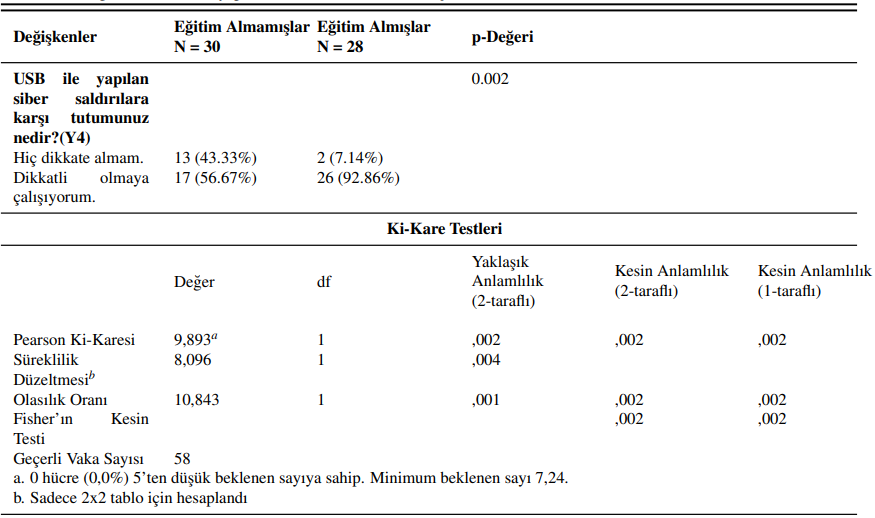 Değişkenler Eğitim Almamışlar Eğitim Almışlar p-Değeri
N = 30 N = 28
USB ile yapılan 0.002
siber saldırılara
karşı tutumunuz
nedir?(Y4)
Hiç dikkate almam. 13 (43.33%) 2 (7.14%)
Dikkatli olmaya 17 (56.67%) 26 (92.86%)
çalışıyorum.
Ki-Kare Testleri
Değer df Yaklaşık Anlamlılık (2-taraflı) Kesin Anlamlılık (2-taraflı) Kesin Anlamlılık (1-taraflı)
Pearson Ki-Karesi 9,893a 1 ,002 ,002 ,002
Süreklilik 8,096 1 ,004
Düzeltmesib
Olasılık Oranı 10,843 1 ,001 ,002 ,002
Fisher’ın Kesin ,002 ,002
Testi
Geçerli Vaka Sayısı 58
a. 0 hücre (0,0%) 5’ten düşük beklenen sayıya sahip. Minimum beklenen sayı 7,24.
b. Sadece 2x2 tablo için hesaplandı